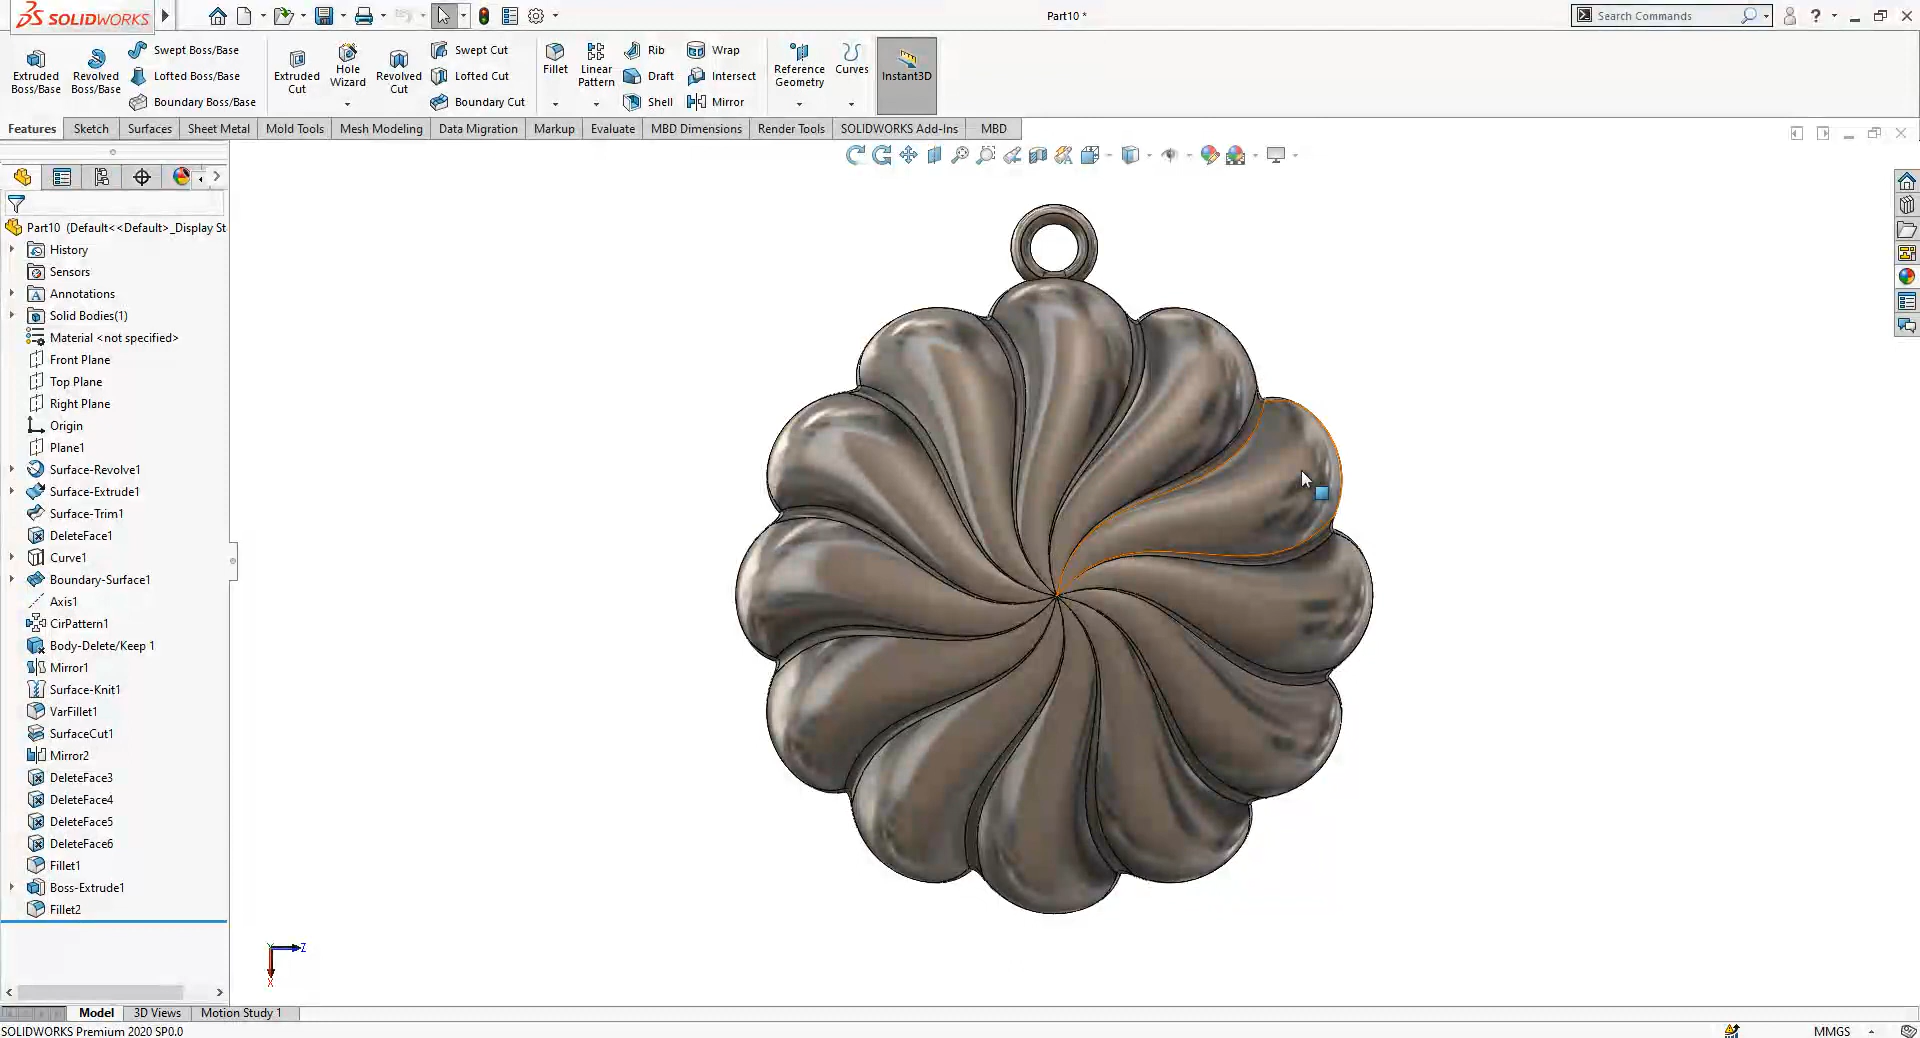 SOLIDWORKS
Part10 *
Search Commands
?
Extruded Boss/Base
Revolved Boss/Base
Swept Boss/Base
Lofted Boss/Base
Boundary Boss/Base
Extruded Cut
Hole Wizard
Revolved Cut
Swept Cut
Lofted Cut
Boundary Cut
Fillet
Linear Pattern
Rib
Draft
Shell
Wrap
Intersect
Mirror
Reference Geometry
Curves
Instant3D
Features Sketch Surfaces Sheet Metal Mold Tools Mesh Modeling Data Migration Markup Evaluate MBD Dimensions Render Tools SOLIDWORKS Add-Ins MBD
Part10 (Default<<Default>_Display St
History
Sensors
Annotations
Solid Bodies(1)
Material <not specified>
Front Plane
Top Plane
Right Plane
Origin
Plane1
Surface-Revolve1
Surface-Extrude1
Surface-Trim1
DeleteFace1
Curve1
Boundary-Surface1
Axis1
CirPattern1
Body-Delete/Keep 1
Mirror1
Surface-Knit1
VarFillet1
SurfaceCut1
Mirror2
DeleteFace3
DeleteFace4
DeleteFace5
DeleteFace6
Fillet1
Boss-Extrude1
Fillet2
Z
X
Model 3D Views Motion Study 1
SOLIDWORKS Premium 2020 SP0.0
MMGS